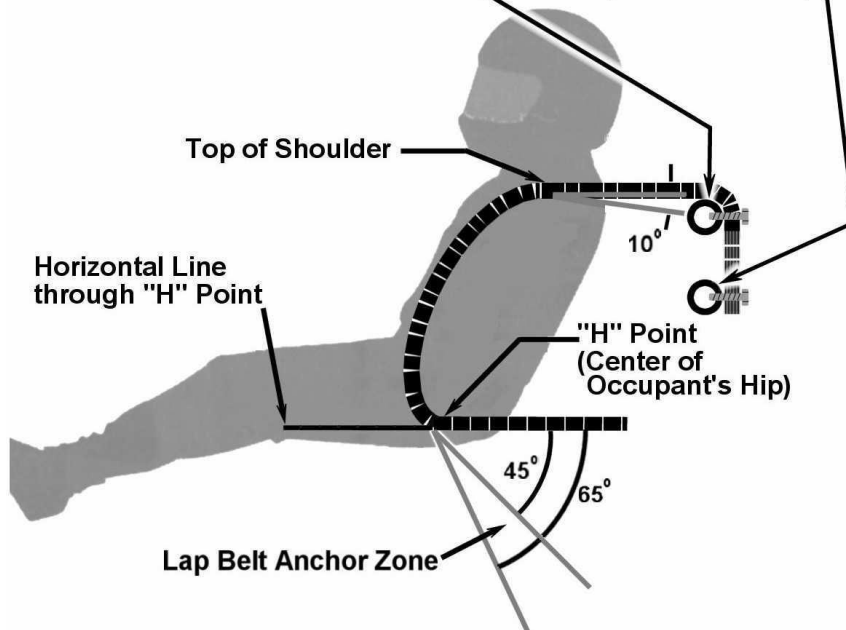 Top of Shoulder
10°
Horizontal Line
through "H" Point
"H" Point
(Center of
Occupant's Hip)
45°
65°
Lap Belt Anchor Zone